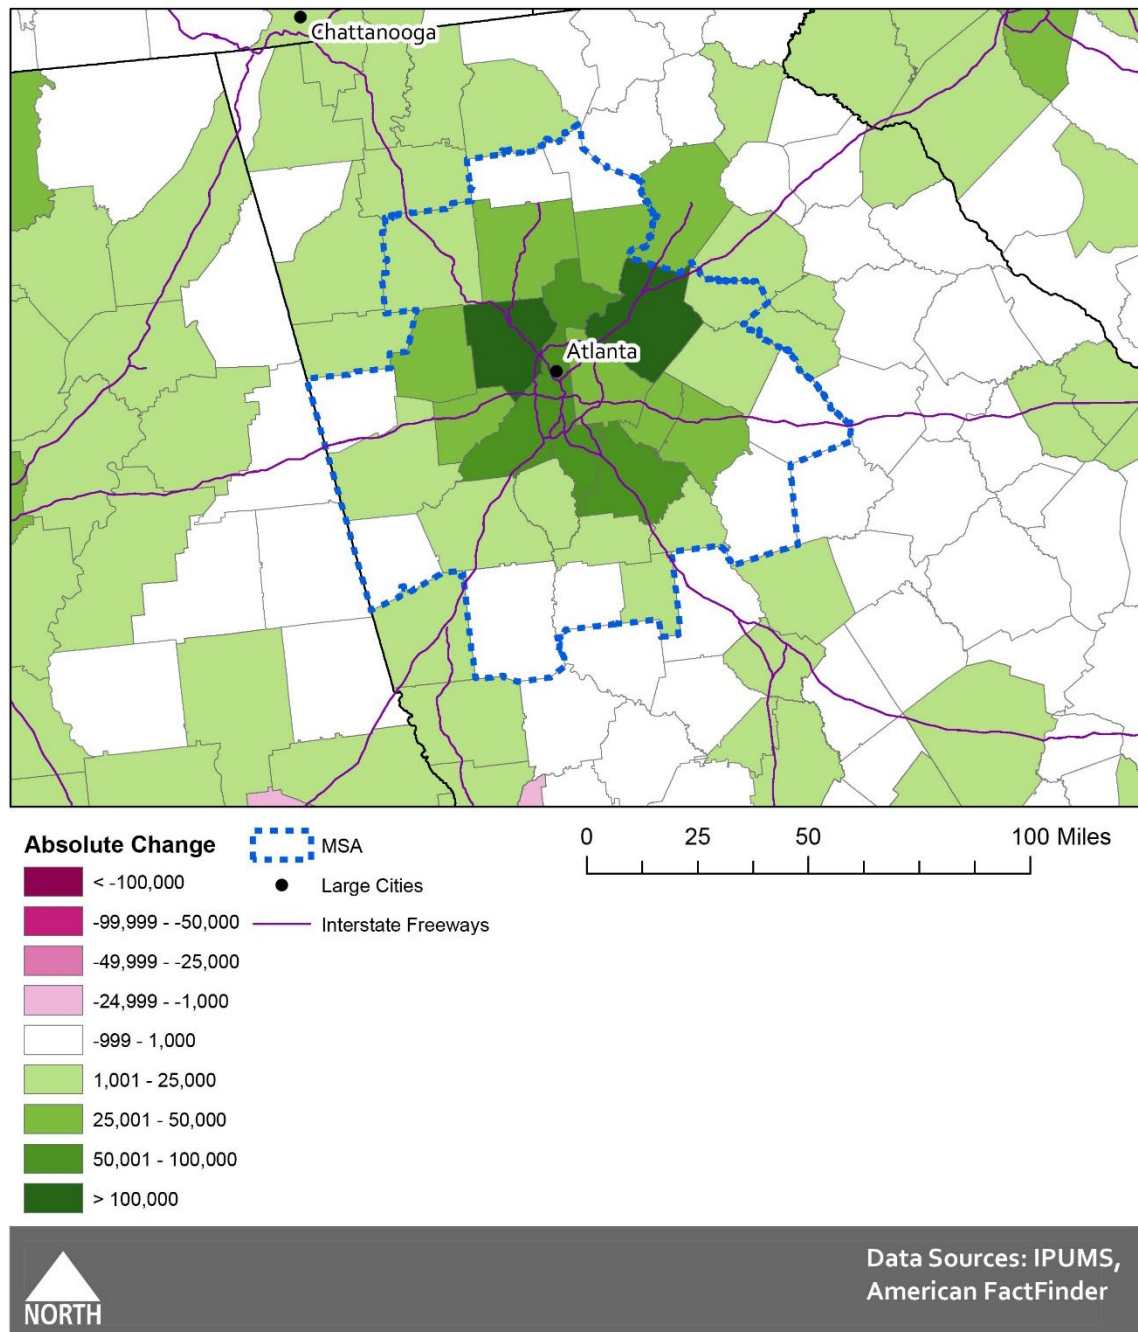 Chattanooga
Atlanta
Absolute Change
< -100,000
-99,999 - -50,000
-49,999 - -25,000
-24,999 - -1,000
-999 - 1,000
1,001 - 25,000
25,001 - 50,000
50,001 - 100,000
> 100,000
MSA
Large Cities
Interstate Freeways
0 25 50 100 Miles
NORTH
Data Sources: IPUMS,
American FactFinder